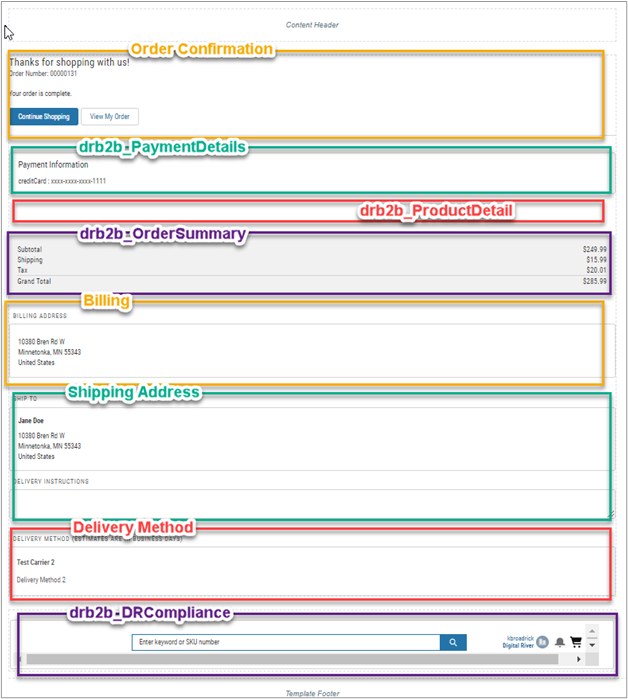 Content Header
Order Confirmation
Thanks for shopping with us!
Order Number: 00000131
Your order is complete.
Continue Shopping
View My Order
drb2b_PaymentDetails
Payment Information
creditCard : xxxx-xxxx-xxxx-1111
drb2b_ProductDetail
drb2b_OrderSummary
Subtotal $249.99
Shipping $15.99
Tax $20.01
Grand Total $285.99
Billing
BILLING ADDRESS
10380 Bren Rd W
Minnetonka, MN 55343
United States
Shipping Address
SHIP TO
Jane Doe
10380 Bren Rd W
Minnetonka, MN 55343
United States
DELIVERY INSTRUCTIONS
Delivery Method
DELIVERY METHOD (ESTIMATES ARE IN BUSINESS DAYS)
Test Carrier 2
Delivery Method 2
drb2b_DRCompliance
Enter keyword or SKU number
kbroadrick
Digital River
Template Footer